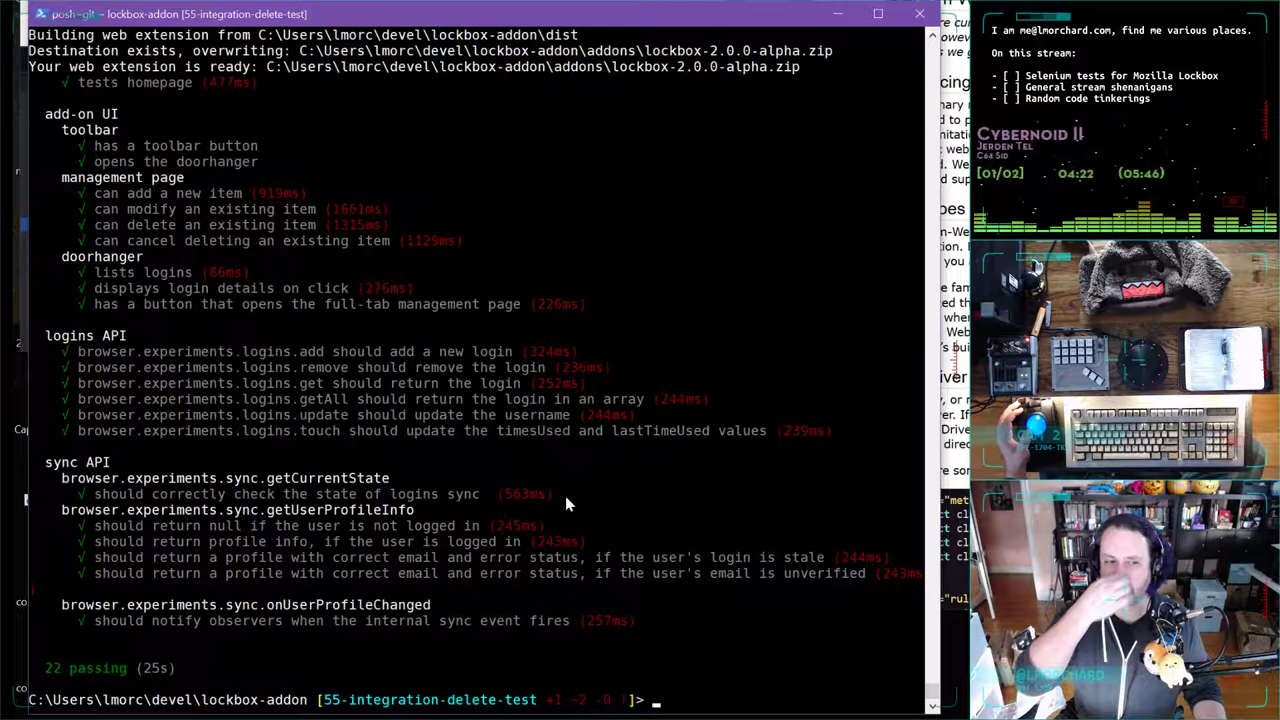 posh-git ~ lockbox-addon [55-integration-delete-test]
Destination exists, overwriting: C:\Users\lmorc\devel\lockbox-addon\addons\lockbox-2.0.0-alpha.zip
Your web extension is ready: C:\Users\lmorc\devel\lockbox-addon\addons\lockbox-2.0.0-alpha.zip
√ tests homepage (477ms)
add-on UI
toolbar
√ has a toolbar button
√ opens the doorhanger
management page
√ can add a new item (919ms)
√ can modify an existing item (1661ms)
√ can delete an existing item (1315ms)
√ can cancel deleting an existing item (1129ms)
doorhanger
√ lists logins (86ms)
√ displays login details on click (276ms)
√ has a button that opens the full-tab management page (226ms)
logins API
√ browser.experiments.logins.add should add a new login (324ms)
√ browser.experiments.logins.remove should remove the login (236ms)
√ browser.experiments.logins.get should return the login (252ms)
√ browser.experiments.logins.getAll should return the login in an array (244ms)
√ browser.experiments.logins.update should update the username (244ms)
√ browser.experiments.logins.touch should update the timesUsed and lastTimeUsed values (239ms)
sync API
browser.experiments.sync.getCurrentState
√ should correctly check the state of logins sync (563ms)
browser.experiments.sync.getUserProfileInfo
√ should return null if the user is not logged in (245ms)
√ should return profile info, if the user is logged in (243ms)
√ should return a profile with correct email and error status, if the user's login is stale (244ms)
√ should return a profile with correct email and error status, if the user's email is unverified (243ms
)
browser.experiments.sync.onUserProfileChanged
√ should notify observers when the internal sync event fires (257ms)
22 passing (25s)
C:\Users\lmorc\devel\lockbox-addon [55-integration-delete-test +1 ~2 -0 !]>
I am me@lmorchard.com, find me various places.
On this stream:
- [ ] Selenium tests for Mozilla Lockbox
- [ ] General stream shenanigans
- [ ] Random code tinkerings
Cybernoid II
Jeroen Tel
C64 Sid
[01/02] 04:22 (05:46)
CAM 2
@LMORCHARD